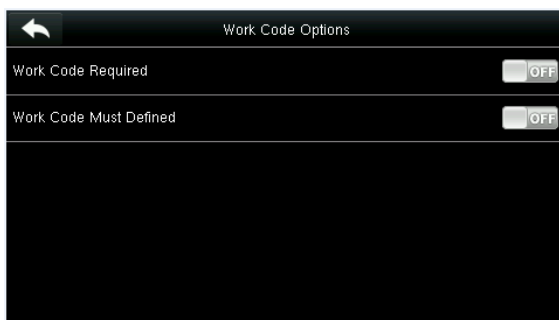 Work Code Options
Work Code Required
OFF
Work Code Must Defined
OFF